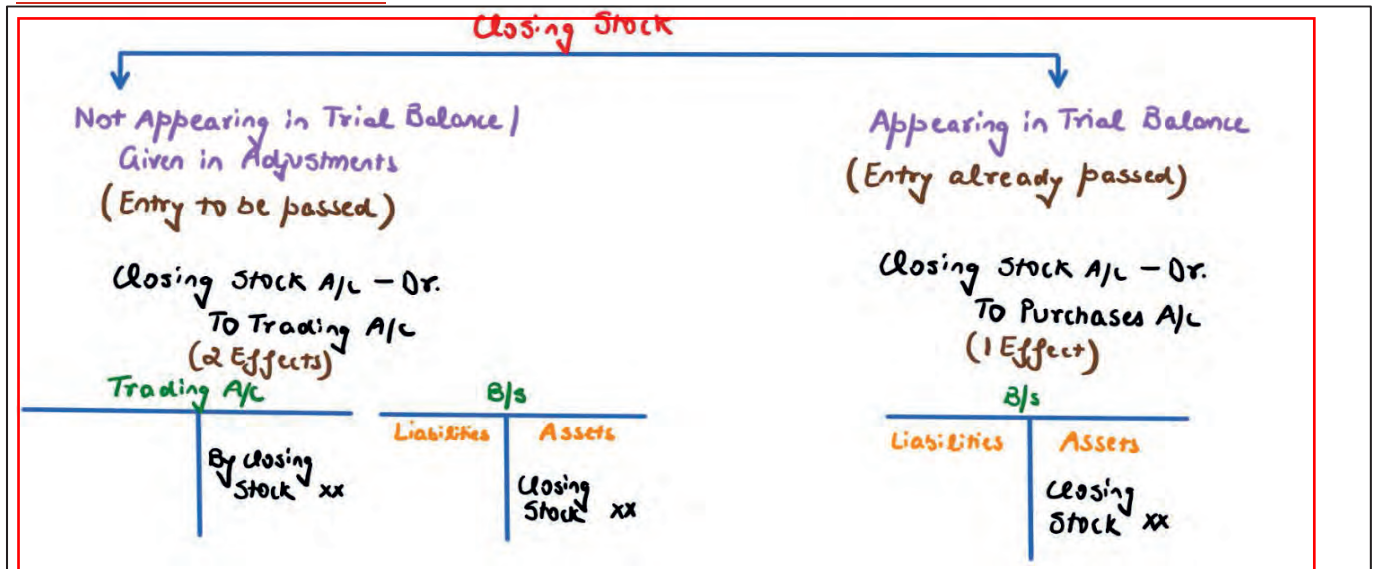 Closing Stock
Not Appearing in Trial Balance /
Given in Adjustments
(Entry to be passed)
Closing Stock A/c - Dr.
To Trading A/c
(2 Effects)
Trading A/c
By Closing
Stock xx
B/s
Liabilities Assets
Closing
Stock xx
Appearing in Trial Balance
(Entry already passed)
Closing Stock A/c - Dr.
To Purchases A/c
(1 Effect)
B/s
Liabilities Assets
Closing
Stock xx